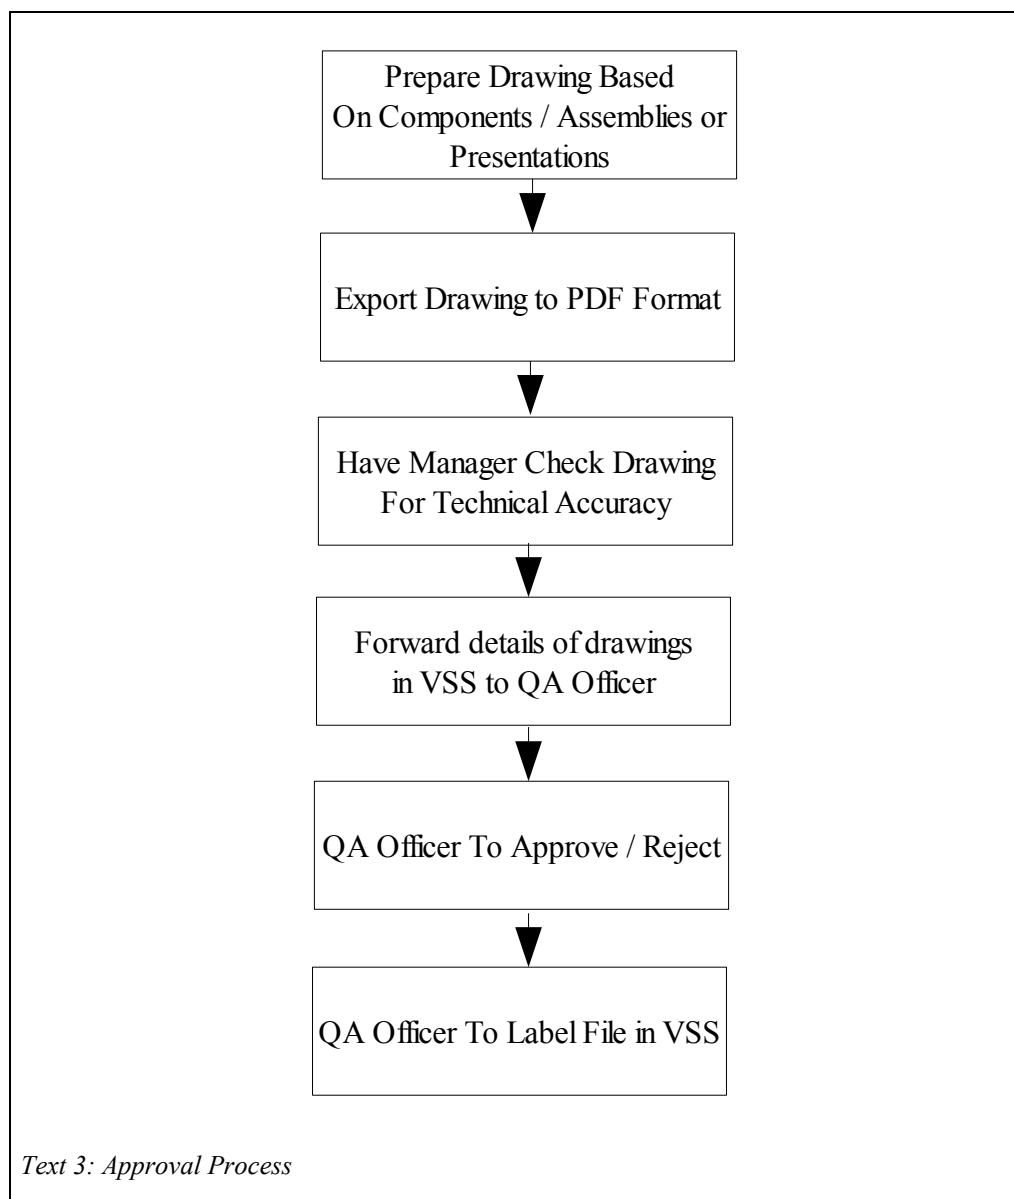 Prepare Drawing Based
On Components / Assemblies or
Presentations
Export Drawing to PDF Format
Have Manager Check Drawing
For Technical Accuracy
Forward details of drawings
in VSS to QA Officer
QA Officer To Approve / Reject
QA Officer To Label File in VSS
Text 3: Approval Process